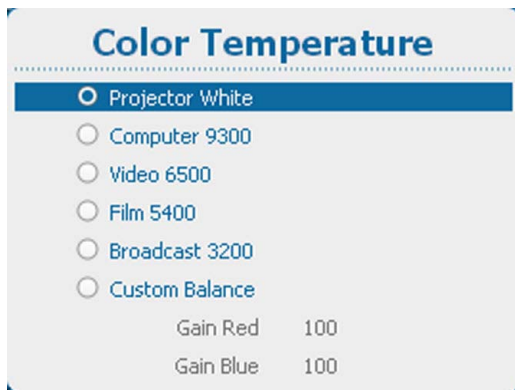 Color Temperature
Projector White
Computer 9300
Video 6500
Film 5400
Broadcast 3200
Custom Balance
Gain Red 100
Gain Blue 100